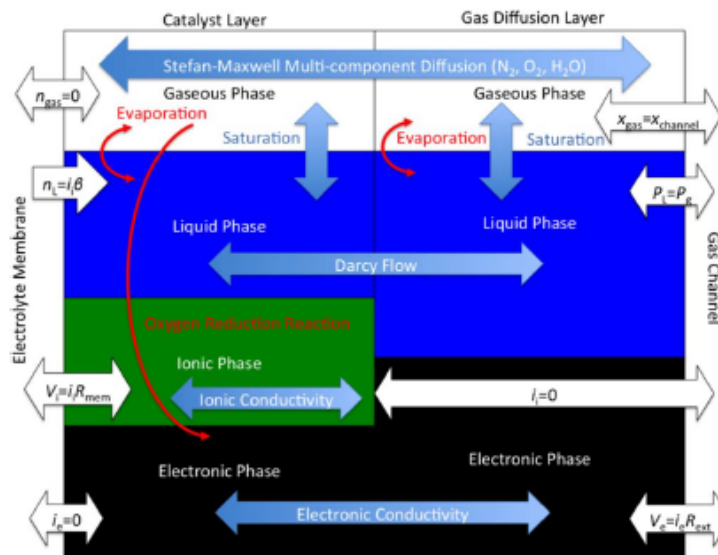 Catalyst Layer
Gas Diffusion Layer
Stefan-Maxwell Multi-component Diffusion (N₂, O₂, H₂O)
Gaseous Phase
Gaseous Phase
n_gas=0
x_gas=x_channel
Evaporation
Saturation
Evaporation
Saturation
n_L=i_iβ
P_L=P_g
Liquid Phase
Liquid Phase
Darcy Flow
Electrolyte Membrane
Gas Channel
Oxygen Reduction Reaction
Ionic Phase
V_i=i_iR_mem
Ionic Conductivity
i_i=0
Electronic Phase
Electronic Phase
i_e=0
Electronic Conductivity
V_e=i_eR_ext